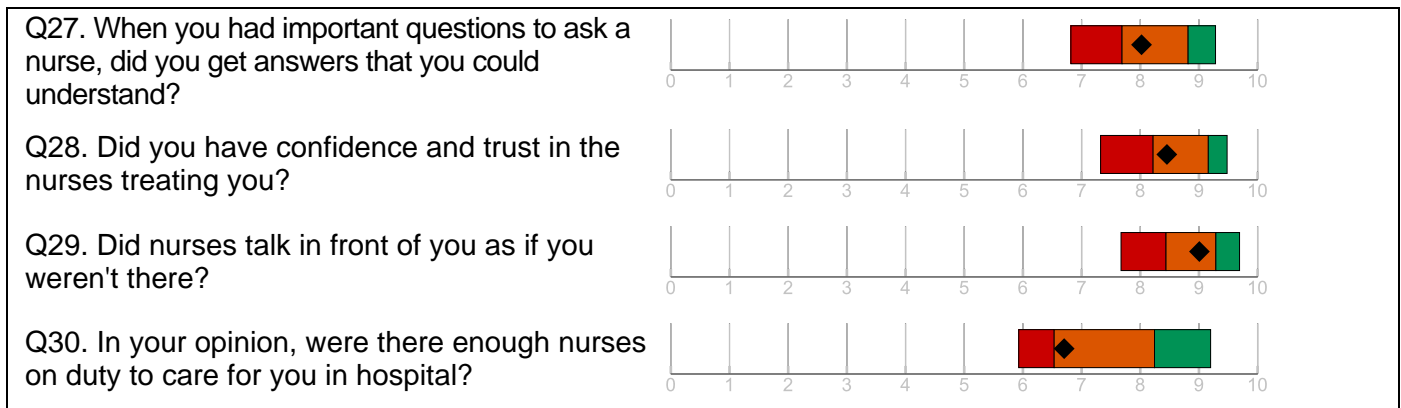 Q27. When you had important questions to ask a
nurse, did you get answers that you could
understand?
0 1 2 3 4 5 6 7 8 9 10
Q28. Did you have confidence and trust in the
nurses treating you?
0 1 2 3 4 5 6 7 8 9 10
Q29. Did nurses talk in front of you as if you
weren't there?
0 1 2 3 4 5 6 7 8 9 10
Q30. In your opinion, were there enough nurses
on duty to care for you in hospital?
0 1 2 3 4 5 6 7 8 9 10